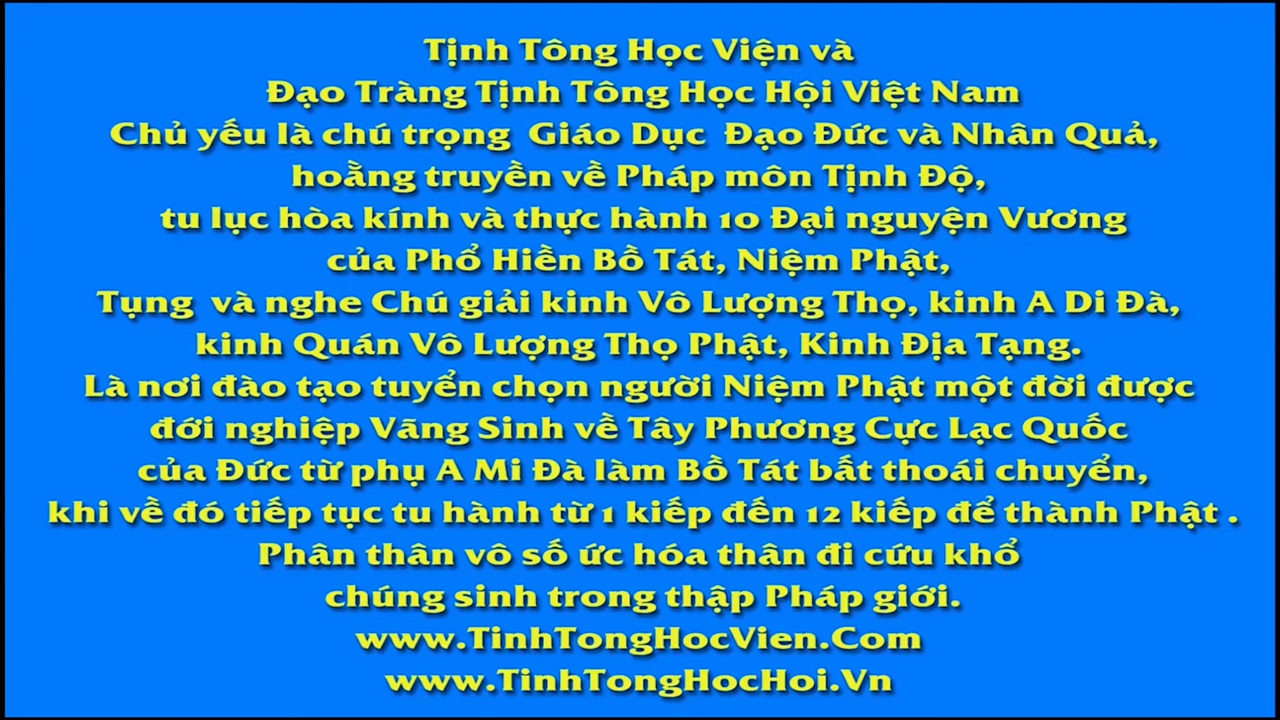 Tịnh Tông Học Viện và
Đạo Tràng Tịnh Tông Học Hội Việt Nam
Chủ yếu là chú trọng Giáo Dục Đạo Đức và Nhân Quả,
hoằng truyền về Pháp môn Tịnh Độ,
tu lục hòa kính và thực hành 10 Đại nguyện Vương
của Phổ Hiền Bồ Tát, Niệm Phật,
Tụng và nghe Chú giải kinh Vô Lượng Thọ, kinh A Di Đà,
kinh Quán Vô Lượng Thọ Phật, Kinh Địa Tạng.
Là nơi đào tạo tuyển chọn người Niệm Phật một đời được
đới nghiệp Vãng Sinh về Tây Phương Cực Lạc Quốc
của Đức từ phụ A Mi Đà làm Bồ Tát bất thoái chuyển,
khi về đó tiếp tục tu hành từ 1 kiếp đến 12 kiếp để thành Phật .
Phân thân vô số ức hóa thân đi cứu khổ
chúng sinh trong thập Pháp giới.
www.TinhTongHocVien.Com
www.TinhTongHocHoi.Vn